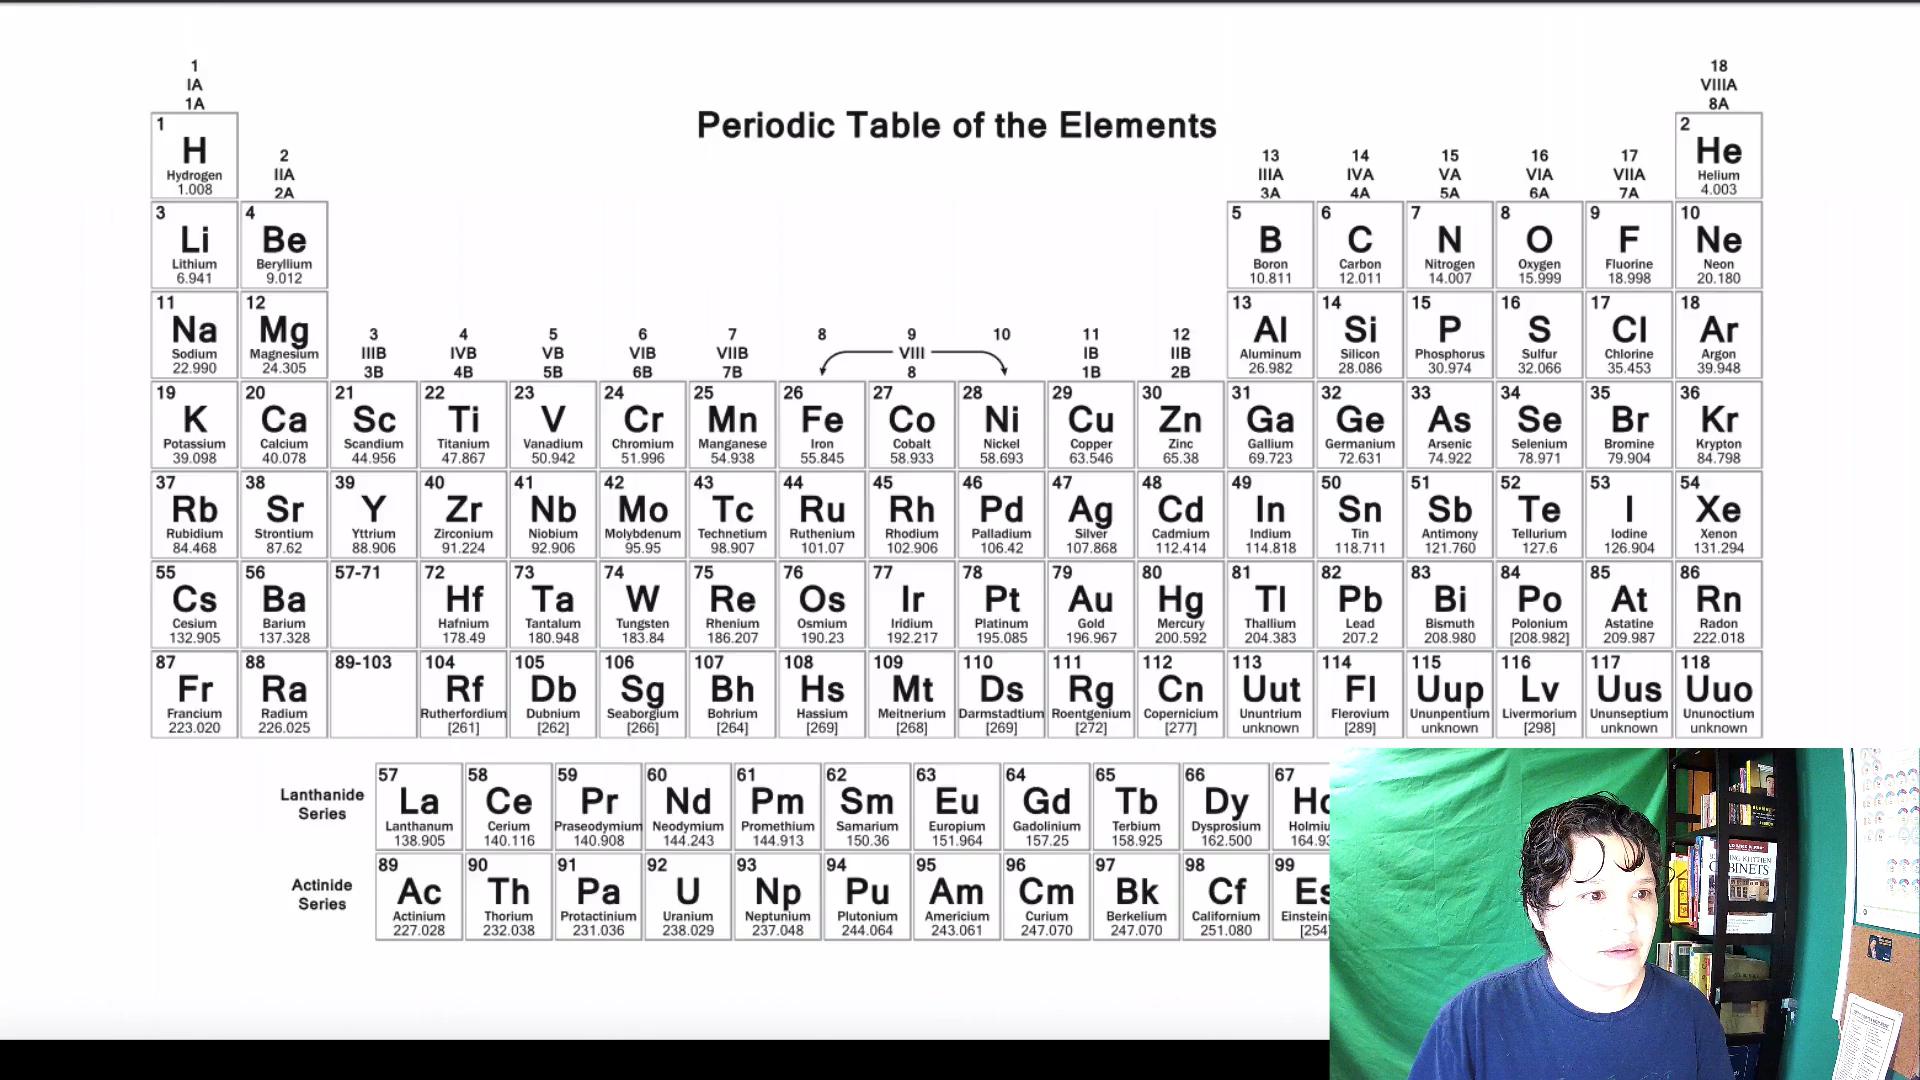 1
IA
1A
18
VIIIA
8A
Periodic Table of the Elements
1
H
Hydrogen
1.008
2
IIA
2A
13
IIIA
3A
14
IVA
4A
15
VA
5A
16
VIA
6A
17
VIIA
7A
2
He
Helium
4.003
3
Li
Lithium
6.941
4
Be
Beryllium
9.012
5
B
Boron
10.811
6
C
Carbon
12.011
7
N
Nitrogen
14.007
8
O
Oxygen
15.999
9
F
Fluorine
18.998
10
Ne
Neon
20.180
11
Na
Sodium
22.990
12
Mg
Magnesium
24.305
3
IIIB
3B
4
IVB
4B
5
VB
5B
6
VIB
6B
7
VIIB
7B
8
9
10
VIII
8
11
IB
1B
12
IIB
2B
13
Al
Aluminum
26.982
14
Si
Silicon
28.086
15
P
Phosphorus
30.974
16
S
Sulfur
32.066
17
Cl
Chlorine
35.453
18
Ar
Argon
39.948
19
K
Potassium
39.098
20
Ca
Calcium
40.078
21
Sc
Scandium
44.956
22
Ti
Titanium
47.867
23
V
Vanadium
50.942
24
Cr
Chromium
51.996
25
Mn
Manganese
54.938
26
Fe
Iron
55.845
27
Co
Cobalt
58.933
28
Ni
Nickel
58.693
29
Cu
Copper
63.546
30
Zn
Zinc
65.38
31
Ga
Gallium
69.723
32
Ge
Germanium
72.631
33
As
Arsenic
74.922
34
Se
Selenium
78.971
35
Br
Bromine
79.904
36
Kr
Krypton
84.798
37
Rb
Rubidium
84.468
38
Sr
Strontium
87.62
39
Y
Yttrium
88.906
40
Zr
Zirconium
91.224
41
Nb
Niobium
92.906
42
Mo
Molybdenum
95.95
43
Tc
Technetium
98.907
44
Ru
Ruthenium
101.07
45
Rh
Rhodium
102.906
46
Pd
Palladium
106.42
47
Ag
Silver
107.868
48
Cd
Cadmium
112.414
49
In
Indium
114.818
50
Sn
Tin
118.711
51
Sb
Antimony
121.760
52
Te
Tellurium
127.6
53
I
Iodine
126.904
54
Xe
Xenon
131.294
55
Cs
Cesium
132.905
56
Ba
Barium
137.328
57-71
72
Hf
Hafnium
178.49
73
Ta
Tantalum
180.948
74
W
Tungsten
183.84
75
Re
Rhenium
186.207
76
Os
Osmium
190.23
77
Ir
Iridium
192.217
78
Pt
Platinum
195.085
79
Au
Gold
196.967
80
Hg
Mercury
200.592
81
Tl
Thallium
204.383
82
Pb
Lead
207.2
83
Bi
Bismuth
208.980
84
Po
Polonium
[208.982]
85
At
Astatine
209.987
86
Rn
Radon
222.018
87
Fr
Francium
223.020
88
Ra
Radium
226.025
89-103
104
Rf
Rutherfordium
[261]
105
Db
Dubnium
[262]
106
Sg
Seaborgium
[266]
107
Bh
Bohrium
[264]
108
Hs
Hassium
[269]
109
Mt
Meitnerium
[268]
110
Ds
Darmstadtium
[269]
111
Rg
Roentgenium
[272]
112
Cn
Copernicium
[277]
113
Uut
Ununtrium
unknown
114
Fl
Flerovium
[289]
115
Uup
Ununpentium
unknown
116
Lv
Livermorium
[298]
117
Uus
Ununseptium
unknown
118
Uuo
Ununoctium
unknown
Lanthanide
Series
57
La
Lanthanum
138.905
58
Ce
Cerium
140.116
59
Pr
Praseodymium
140.908
60
Nd
Neodymium
144.243
61
Pm
Promethium
144.913
62
Sm
Samarium
150.36
63
Eu
Europium
151.964
64
Gd
Gadolinium
157.25
65
Tb
Terbium
158.925
66
Dy
Dysprosium
162.500
67
Ho
Holmiu
164.93
Actinide
Series
89
Ac
Actinium
227.028
90
Th
Thorium
232.038
91
Pa
Protactinium
231.036
92
U
Uranium
238.029
93
Np
Neptunium
237.048
94
Pu
Plutonium
244.064
95
Am
Americium
243.061
96
Cm
Curium
247.070
97
Bk
Berkelium
247.070
98
Cf
Californium
251.080
99
Es
Einsteini
[254
KITCHEN
CABINETS